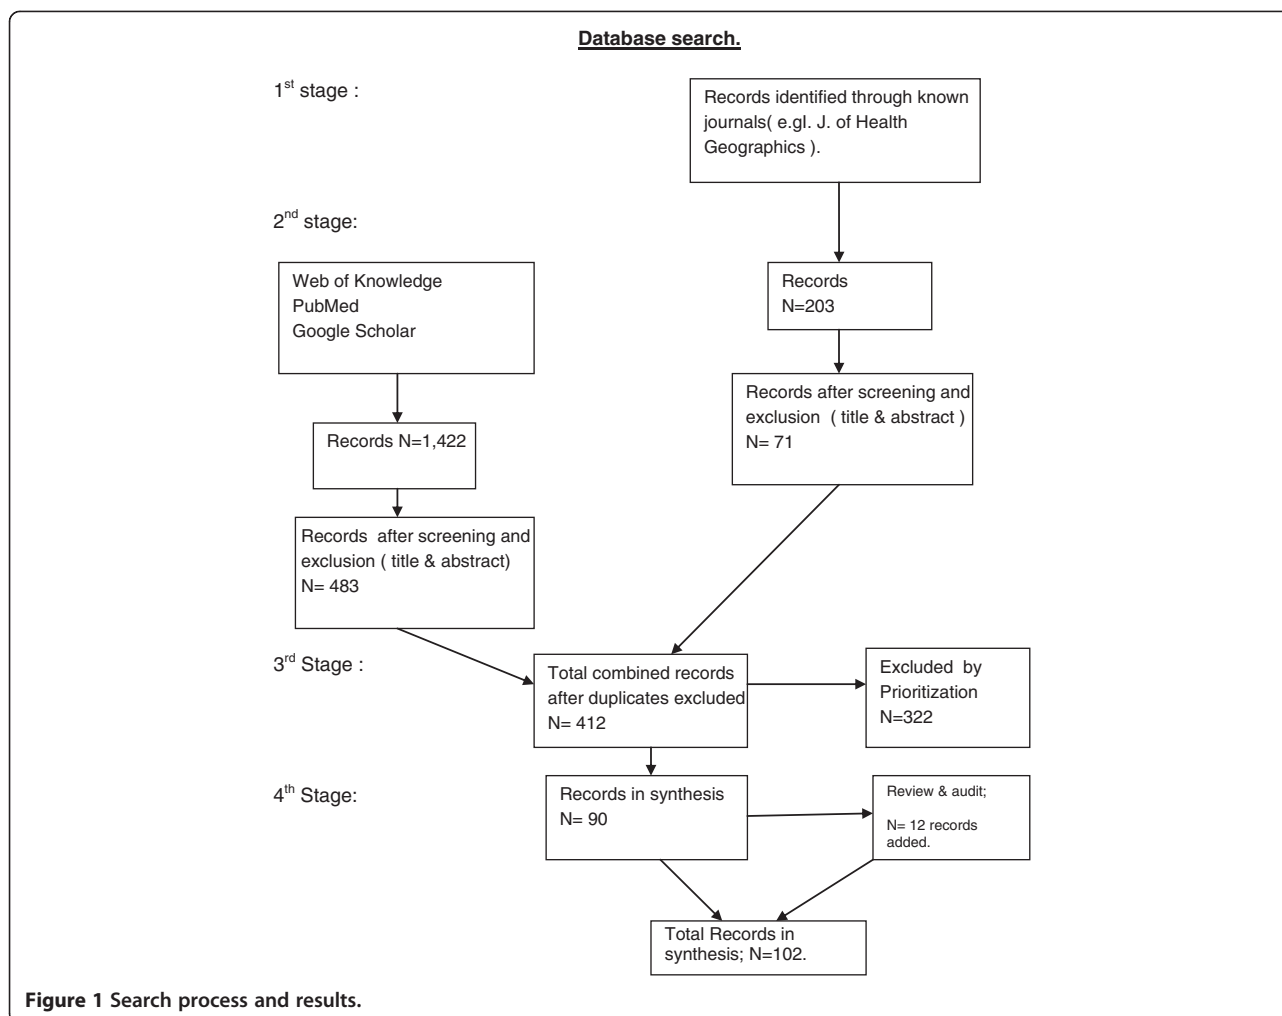 Database search.
1st stage :
Records identified through known
journals( e.gI. J. of Health
Geographics ).
2nd stage:
Web of Knowledge
PubMed
Google Scholar
Records
N=203
Records after screening and
exclusion ( title & abstract )
N= 71
Records N=1,422
Records after screening and
exclusion ( title & abstract)
N= 483
3rd Stage :
Total combined records
after duplicates excluded
N= 412
Excluded by
Prioritization
N=322
4th Stage:
Records in synthesis
N= 90
Review & audit;
N= 12 records
added.
Total Records in
synthesis; N=102.
Figure 1 Search process and results.